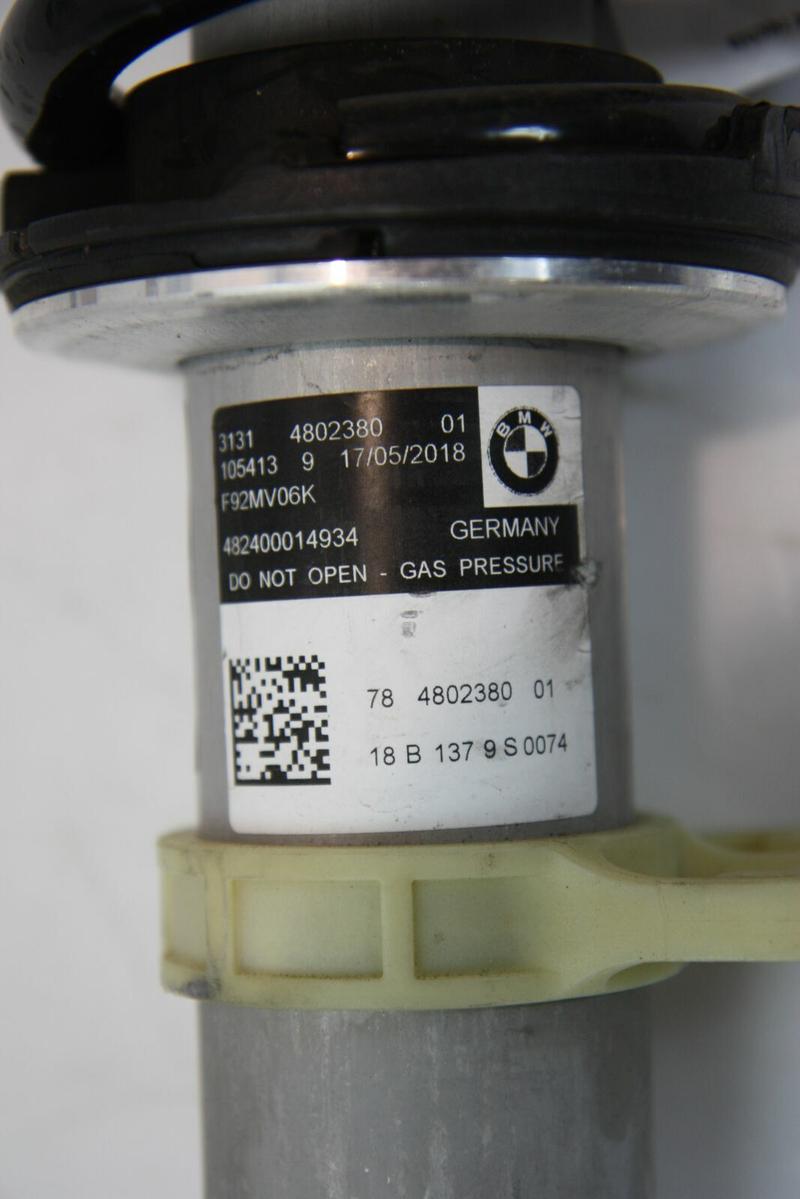 3131 4802380 01
105413 9 17/05/2018
F92MV06K
BMW
482400014934 GERMANY
DO NOT OPEN - GAS PRESSURE
78 4802380 01
18 B 137 9 S 0074